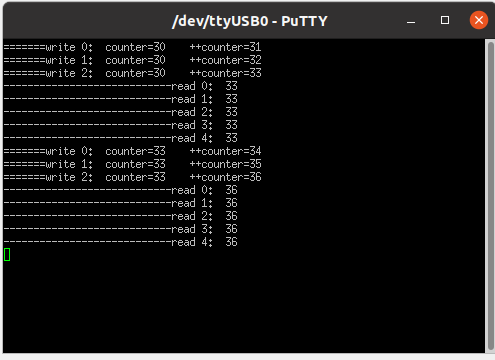 /dev/ttyUSB0 - PuTTY
=======write 0:  counter=30    ++counter=31
=======write 1:  counter=30    ++counter=32
=======write 2:  counter=30    ++counter=33
----------------------------read 0:  33
----------------------------read 1:  33
----------------------------read 2:  33
----------------------------read 3:  33
----------------------------read 4:  33
=======write 0:  counter=33    ++counter=34
=======write 1:  counter=33    ++counter=35
=======write 2:  counter=33    ++counter=36
----------------------------read 0:  36
----------------------------read 1:  36
----------------------------read 2:  36
----------------------------read 3:  36
----------------------------read 4:  36